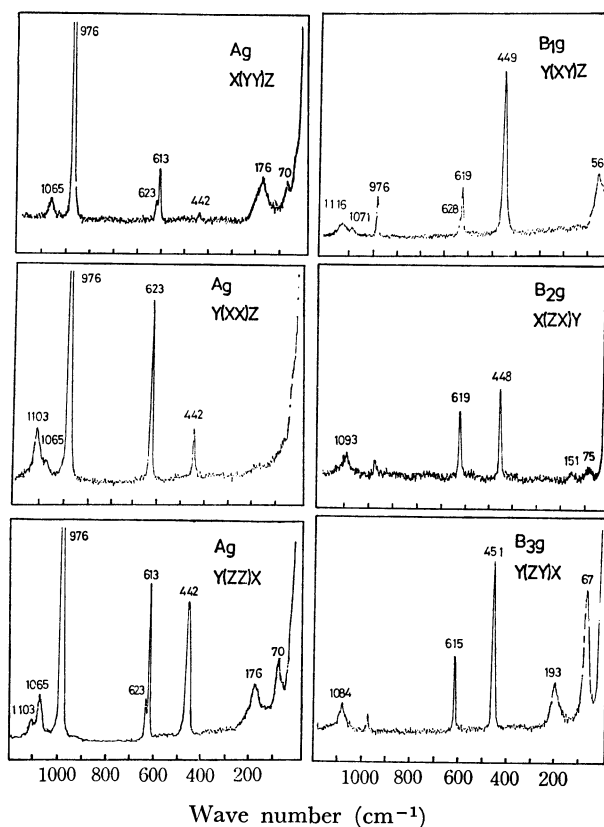 976
Ag
X(YY)Z
1065
623
613
442
176
70
B1g
Y(XY)Z
449
1116
1071
976
628
619
56
976
Ag
Y(XX)Z
1103
1065
623
442
B2g
X(ZX)Y
1093
619
448
151
75
976
Ag
Y(ZZ)X
1103
1065
623
613
442
176
70
B3g
Y(ZY)X
1084
615
451
193
67
1000 800 600 400 200
1000 800 600 400 200
Wave number (cm⁻¹)